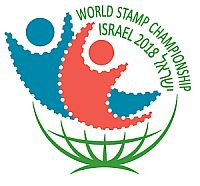 WORLD STAMP CHAMPIONSHIP
ISRAEL 2018 ישראל